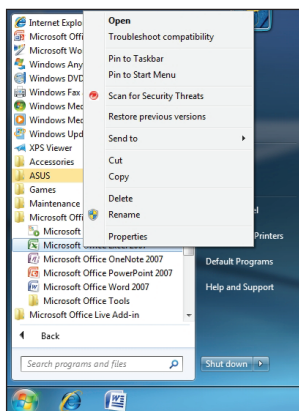 Internet Explo
Microsoft Offi
Microsoft Wo
Windows Any
Windows DVD
Windows Fax
Windows Med
Windows Med
Windows Upd
XPS Viewer
Accessories
ASUS
Games
Maintenance
Microsoft Offi
Microsoft
Microsoft Office Excel 2007
Microsoft Office OneNote 2007
Microsoft Office PowerPoint 2007
Microsoft Office Word 2007
Microsoft Office Tools
Microsoft Office Live Add-in
Back
Search programs and files
Open
Troubleshoot compatibility
Pin to Taskbar
Pin to Start Menu
Scan for Security Threats
Restore previous versions
Send to
Cut
Copy
Delete
Rename
Properties
el
Printers
Default Programs
Help and Support
Shut down